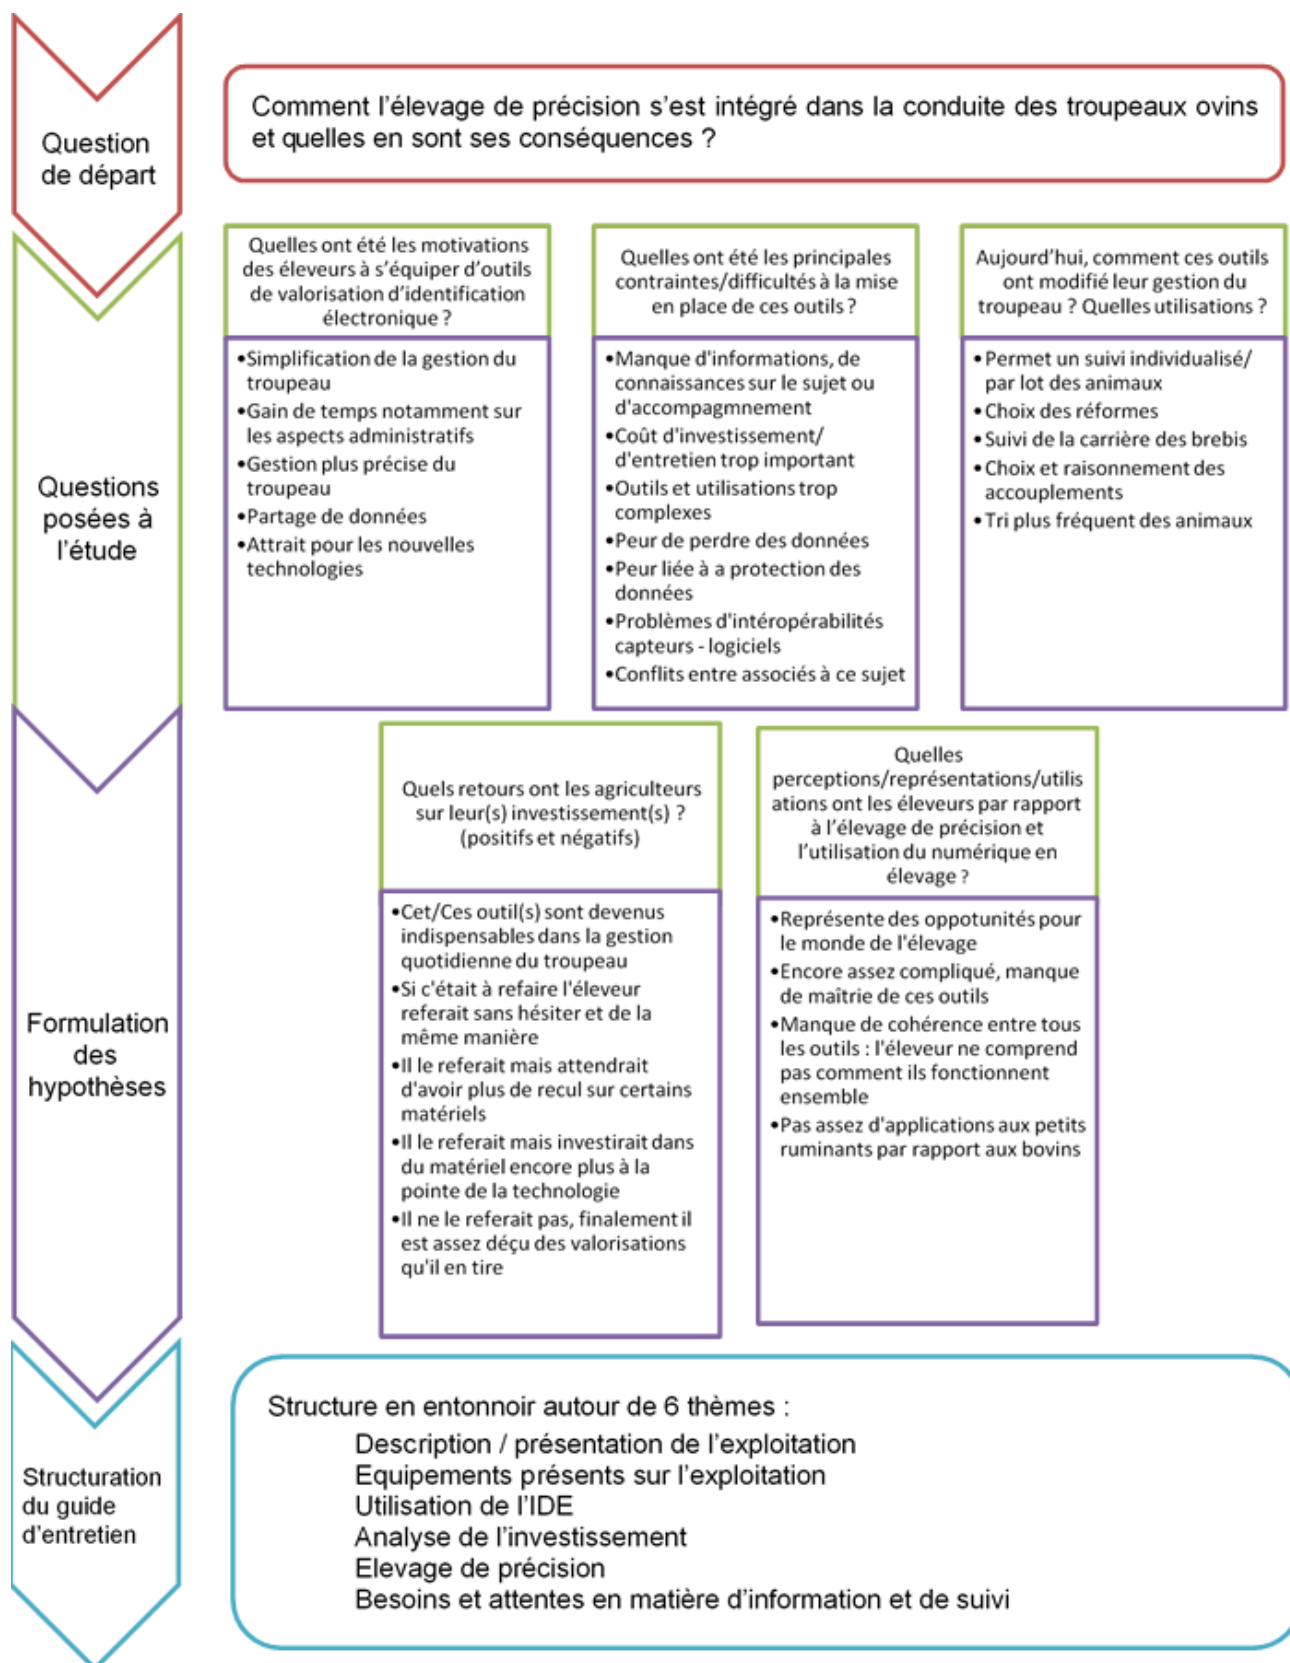 Question
de départ
Comment l’élevage de précision s’est intégré dans la conduite des troupeaux ovins
et quelles en sont ses conséquences ?
Questions
posées à
l’étude
Quelles ont été les motivations
des éleveurs à s’équiper d’outils
de valorisation d’identification
électronique ?
•Simplification de la gestion du
troupeau
•Gain de temps notamment sur
les aspects administratifs
•Gestion plus précise du
troupeau
•Partage de données
•Attrait pour les nouvelles
technologies
Quelles ont été les principales
contraintes/difficultés à la mise
en place de ces outils ?
•Manque d'informations, de
connaissances sur le sujet ou
d'accompagmnement
•Coût d'investissement/
d'entretien trop important
•Outils et utilisations trop
complexes
•Peur de perdre des données
•Peur liée à a protection des
données
•Problèmes d'intéropérabilités
capteurs - logiciels
•Conflits entre associés à ce sujet
Aujourd’hui, comment ces outils
ont modifié leur gestion du
troupeau ? Quelles utilisations ?
•Permet un suivi individualisé/
par lot des animaux
•Choix des réformes
•Suivi de la carrière des brebis
•Choix et raisonnement des
accouplements
•Tri plus fréquent des animaux
Formulation
des
hypothèses
Quels retours ont les agriculteurs
sur leur(s) investissement(s) ?
(positifs et négatifs)
•Cet/Ces outil(s) sont devenus
indispensables dans la gestion
quotidienne du troupeau
•Si c'était à refaire l'éleveur
referait sans hésiter et de la
même manière
•Il le referait mais attendrait
d'avoir plus de recul sur certains
matériels
•Il le referait mais investirait dans
du matériel encore plus à la
pointe de la technologie
•Il ne le referait pas, finalement il
est assez déçu des valorisations
qu'il en tire
Quelles
perceptions/représentations/utilis
ations ont les éleveurs par rapport
à l’élevage de précision et
l’utilisation du numérique en
élevage ?
•Représente des oppotunités pour
le monde de l'élevage
•Encore assez compliqué, manque
de maîtrie de ces outils
•Manque de cohérence entre tous
les outils : l'éleveur ne comprend
pas comment ils fonctionnent
ensemble
•Pas assez d'applications aux petits
ruminants par rapport aux bovins
Structuration
du guide
d’entretien
Structure en entonnoir autour de 6 thèmes :
Description / présentation de l’exploitation
Equipements présents sur l’exploitation
Utilisation de l’IDE
Analyse de l’investissement
Elevage de précision
Besoins et attentes en matière d’information et de suivi